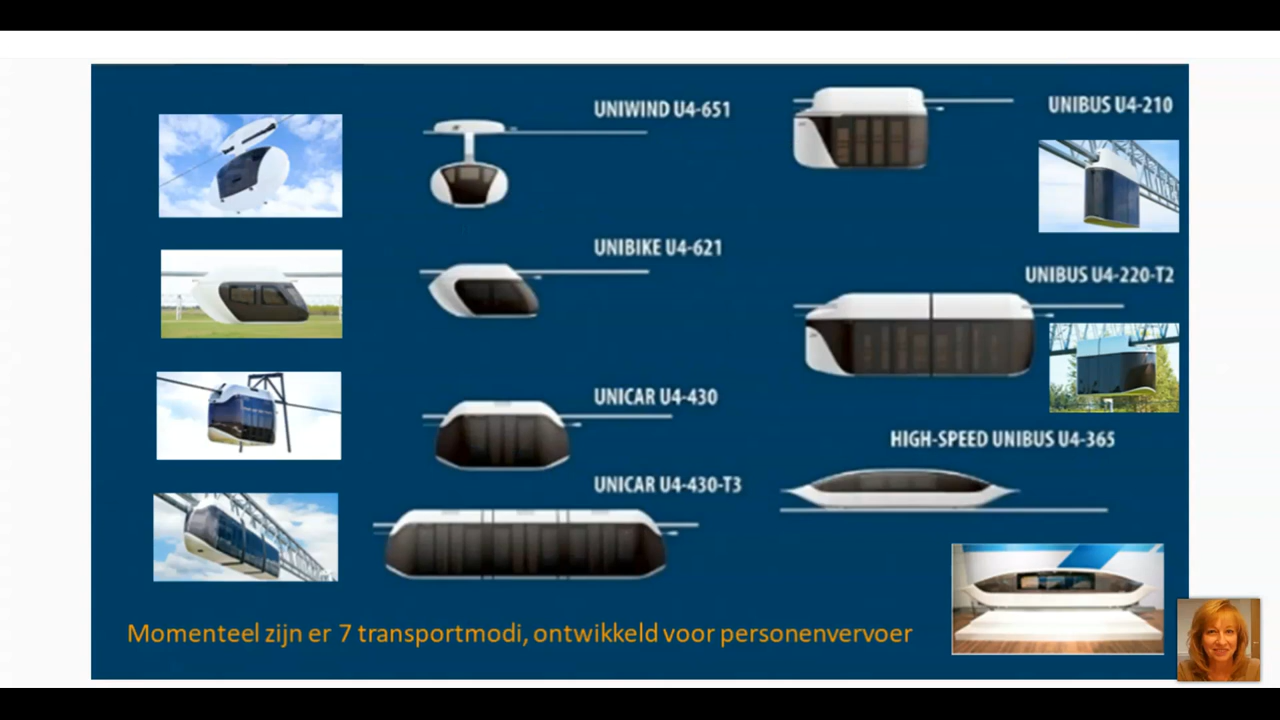 UNIWIND U4-651
UNIBUS U4-210
UNIBIKE U4-621
UNIBUS U4-220-T2
UNICAR U4-430
HIGH-SPEED UNIBUS U4-365
UNICAR U4-430-T3
Momenteel zijn er 7 transportmodi, ontwikkeld voor personenvervoer